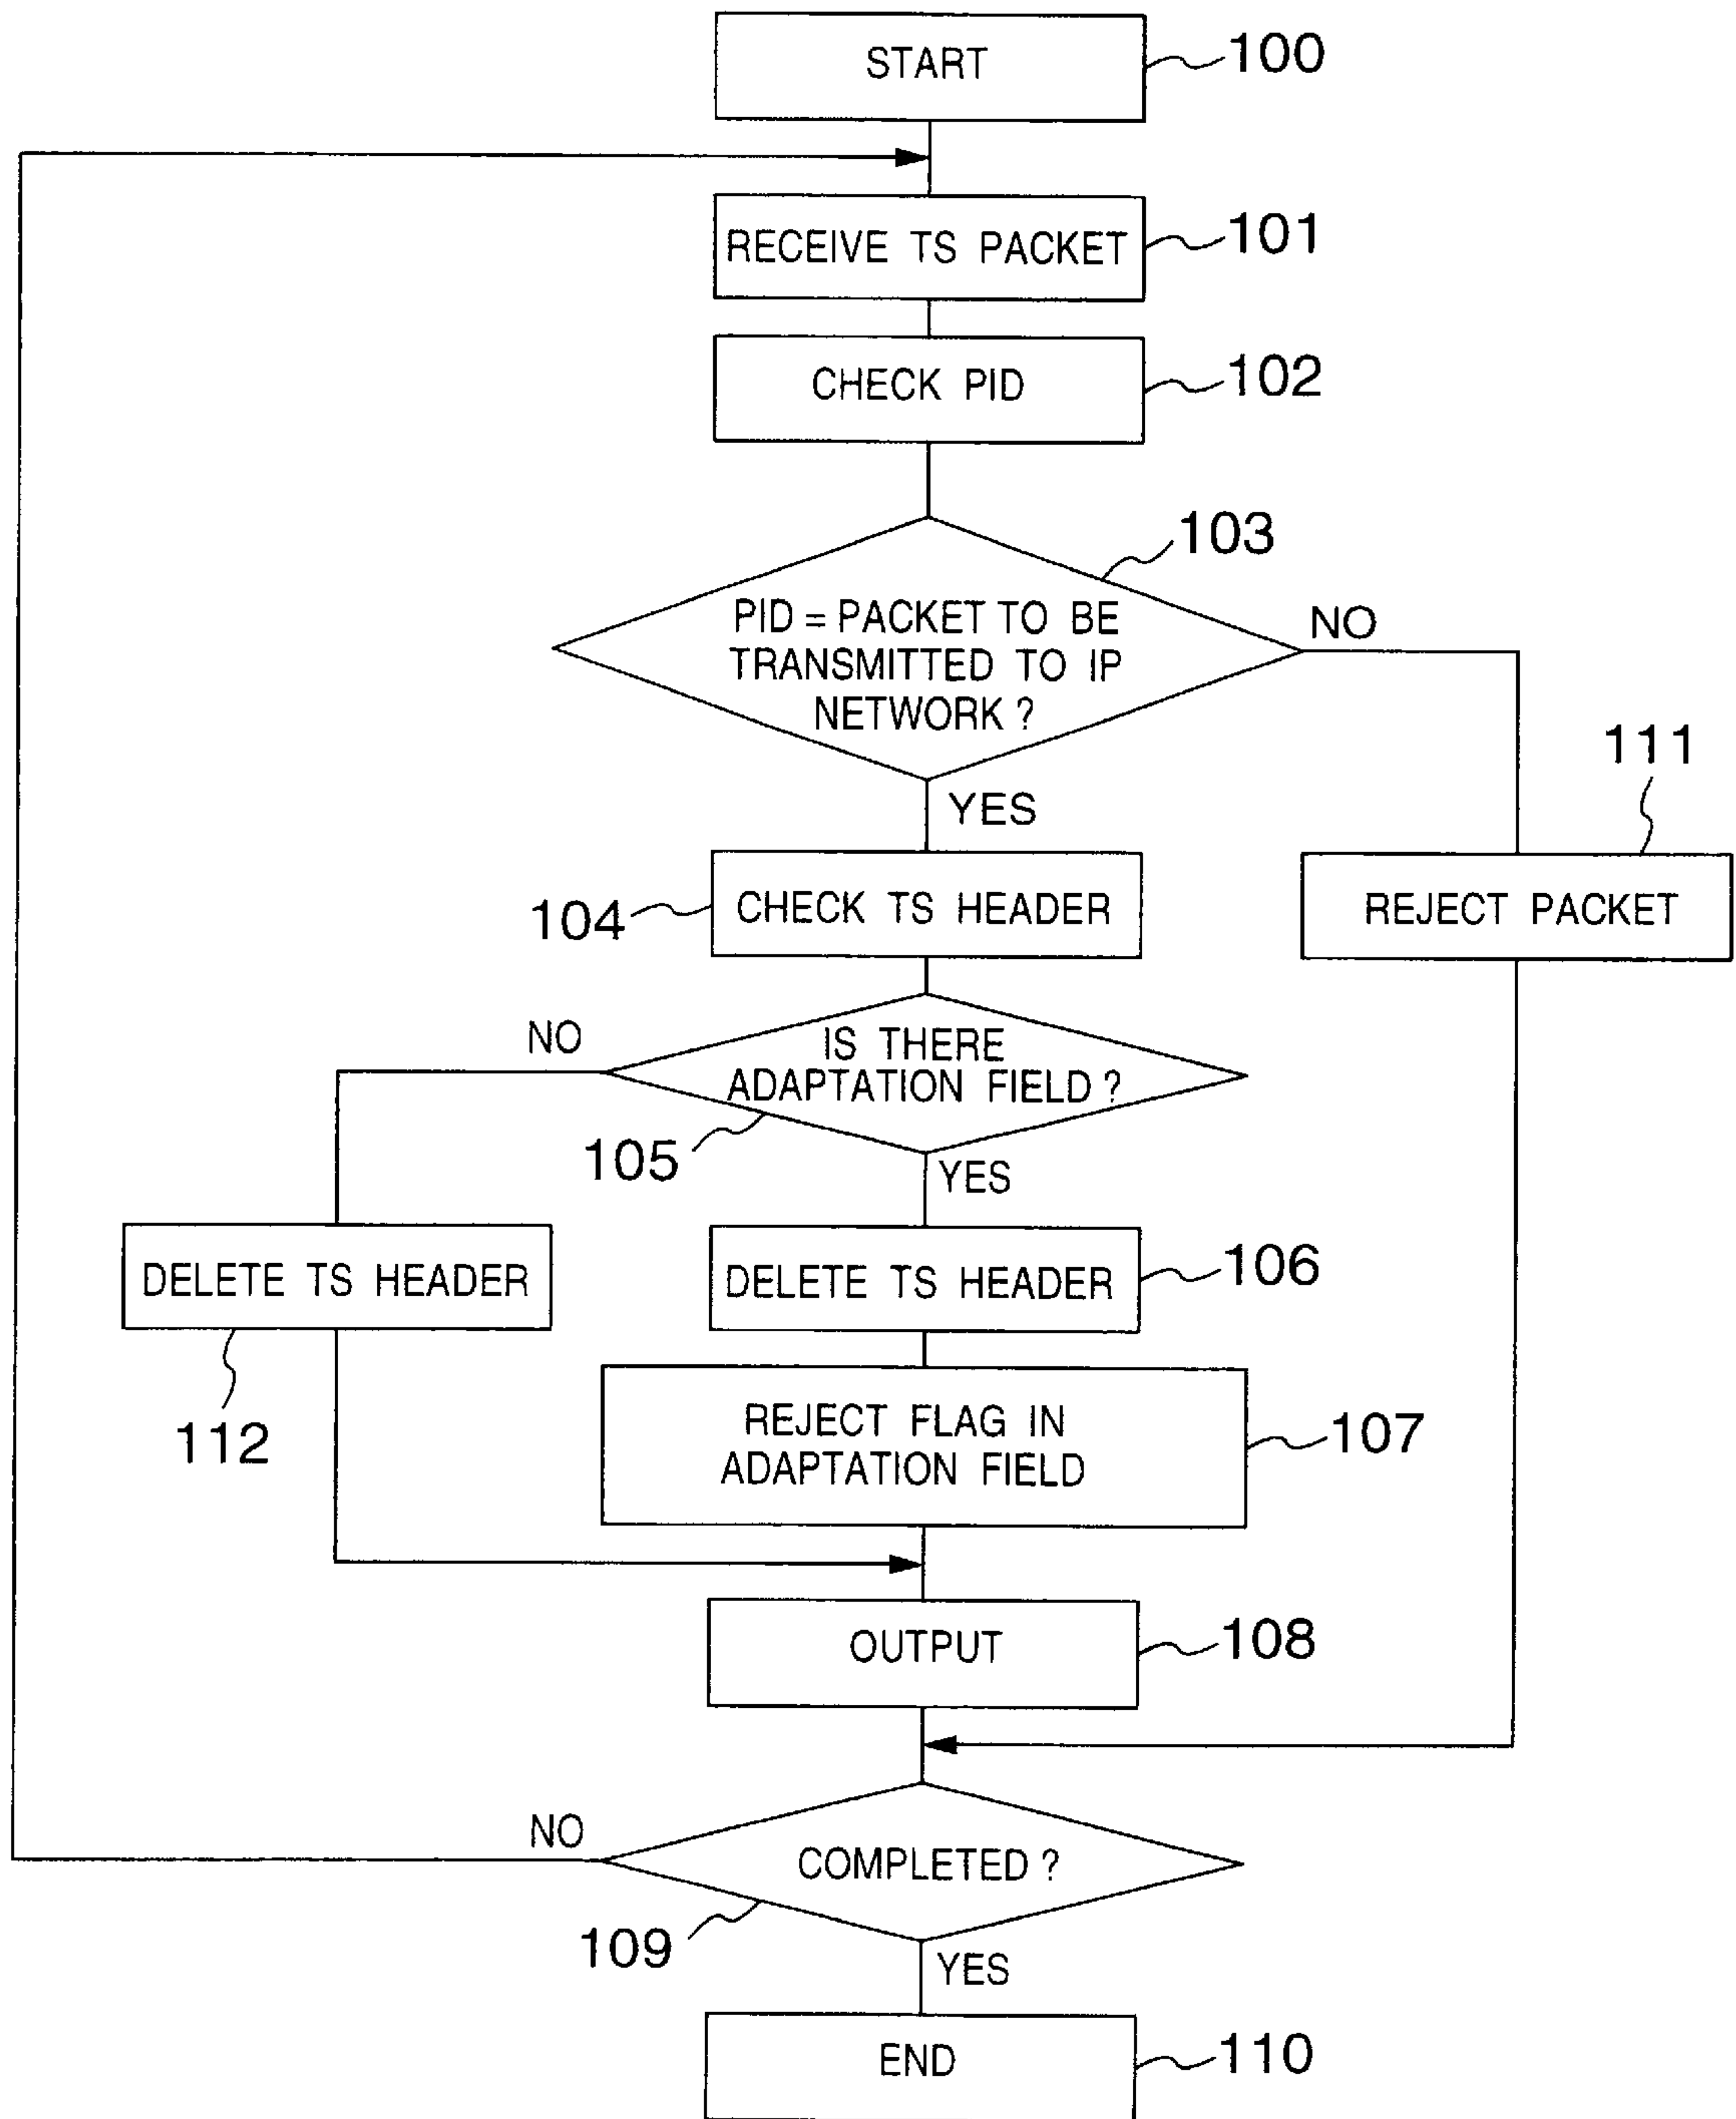 START
100
RECEIVE TS PACKET
101
CHECK PID
102
103
PID = PACKET TO BE
TRANSMITTED TO IP
NETWORK ?
NO
YES
111
104
CHECK TS HEADER
REJECT PACKET
NO
IS THERE
ADAPTATION FIELD ?
105
YES
DELETE TS HEADER
112
DELETE TS HEADER
106
REJECT FLAG IN
ADAPTATION FIELD
107
OUTPUT
108
NO
COMPLETED ?
109
YES
END
110